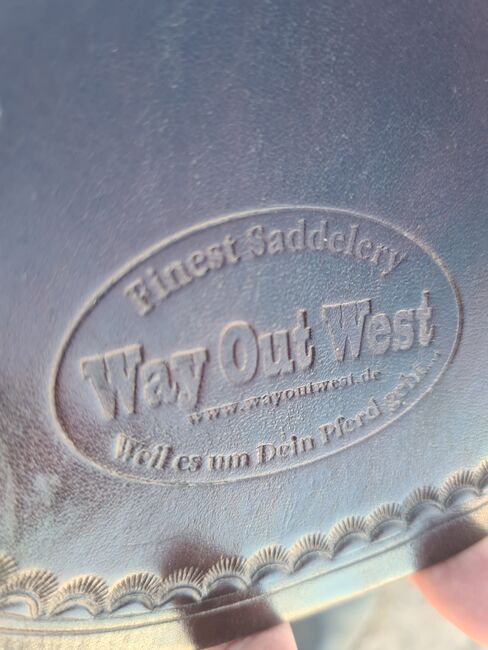 Finest Saddelery
Way Out West
www.wayoutwest.de
Weil es um Dein Pferd geht...